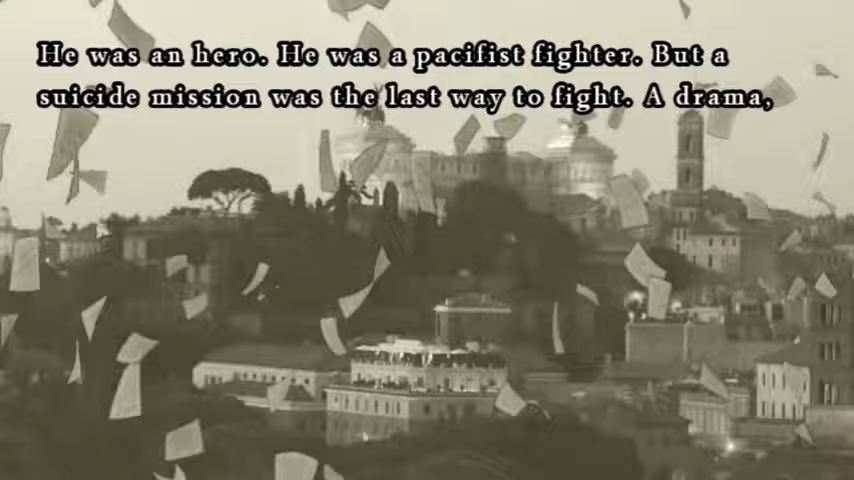 He was an hero. He was a pacifist fighter. But a
suicide mission was the last way to fight. A drama,